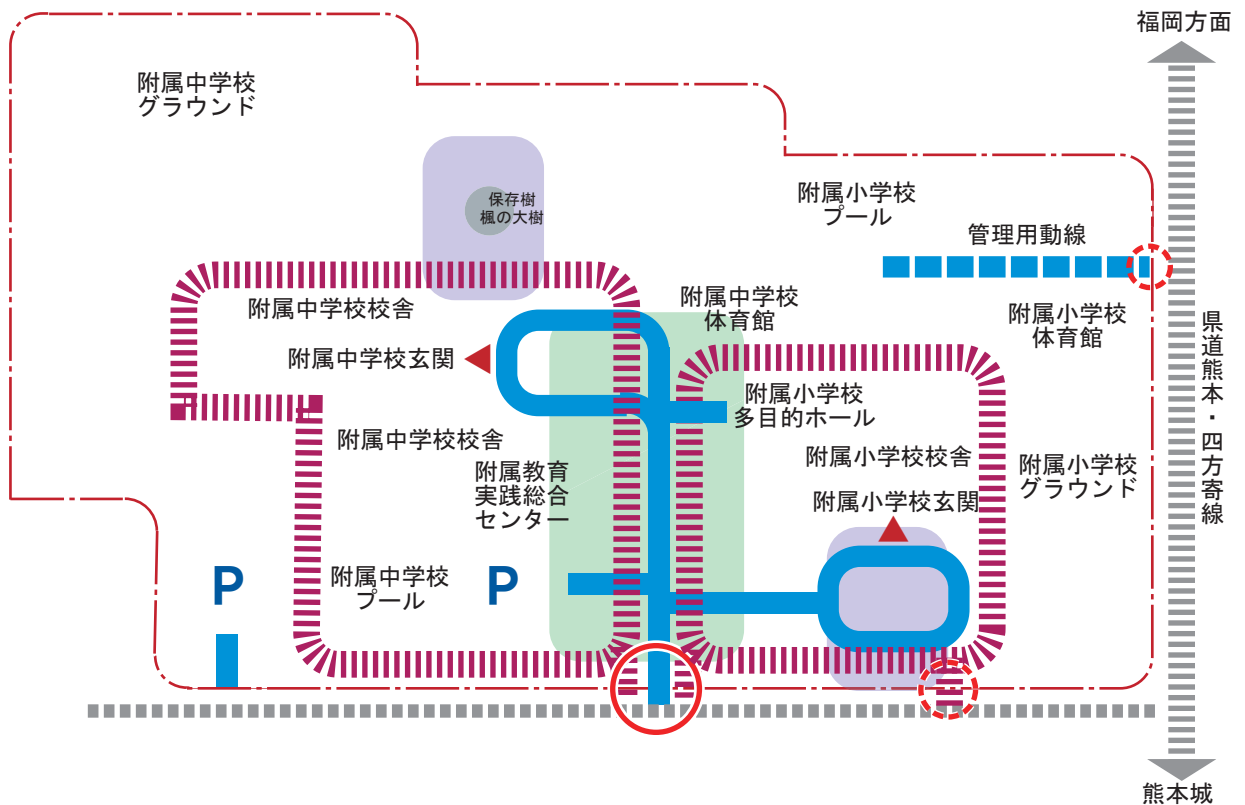 福岡方面
附属中学校
グラウンド
保存樹
楓の大樹
附属小学校
プール
管理用動線
附属中学校校舎
附属中学校
体育館
附属小学校
体育館
県道熊本・四方寄線
附属中学校玄関
附属小学校
多目的ホール
附属中学校校舎
附属小学校校舎
附属教育
実践総合
センター
附属小学校
グラウンド
附属小学校玄関
P
附属中学校
プール
P
熊本城